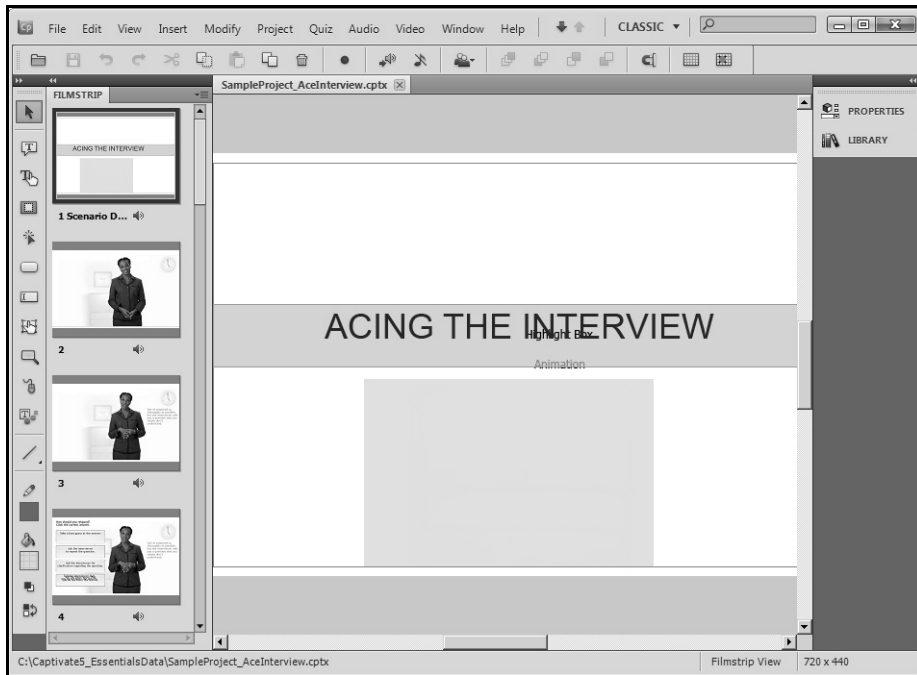 Cp File Edit View Insert Modify Project Quiz Audio Video Window Help CLASSIC
FILMSTRIP
SampleProject_AceInterview.cptx
PROPERTIES
LIBRARY
ACING THE INTERVIEW
1 Scenario D...
2
3
4
ACING THE INTERVIEW
Highlight Box
Animation
C:\Captivate5_EssentialsData\SampleProject_AceInterview.cptx Filmstrip View 720 x 440